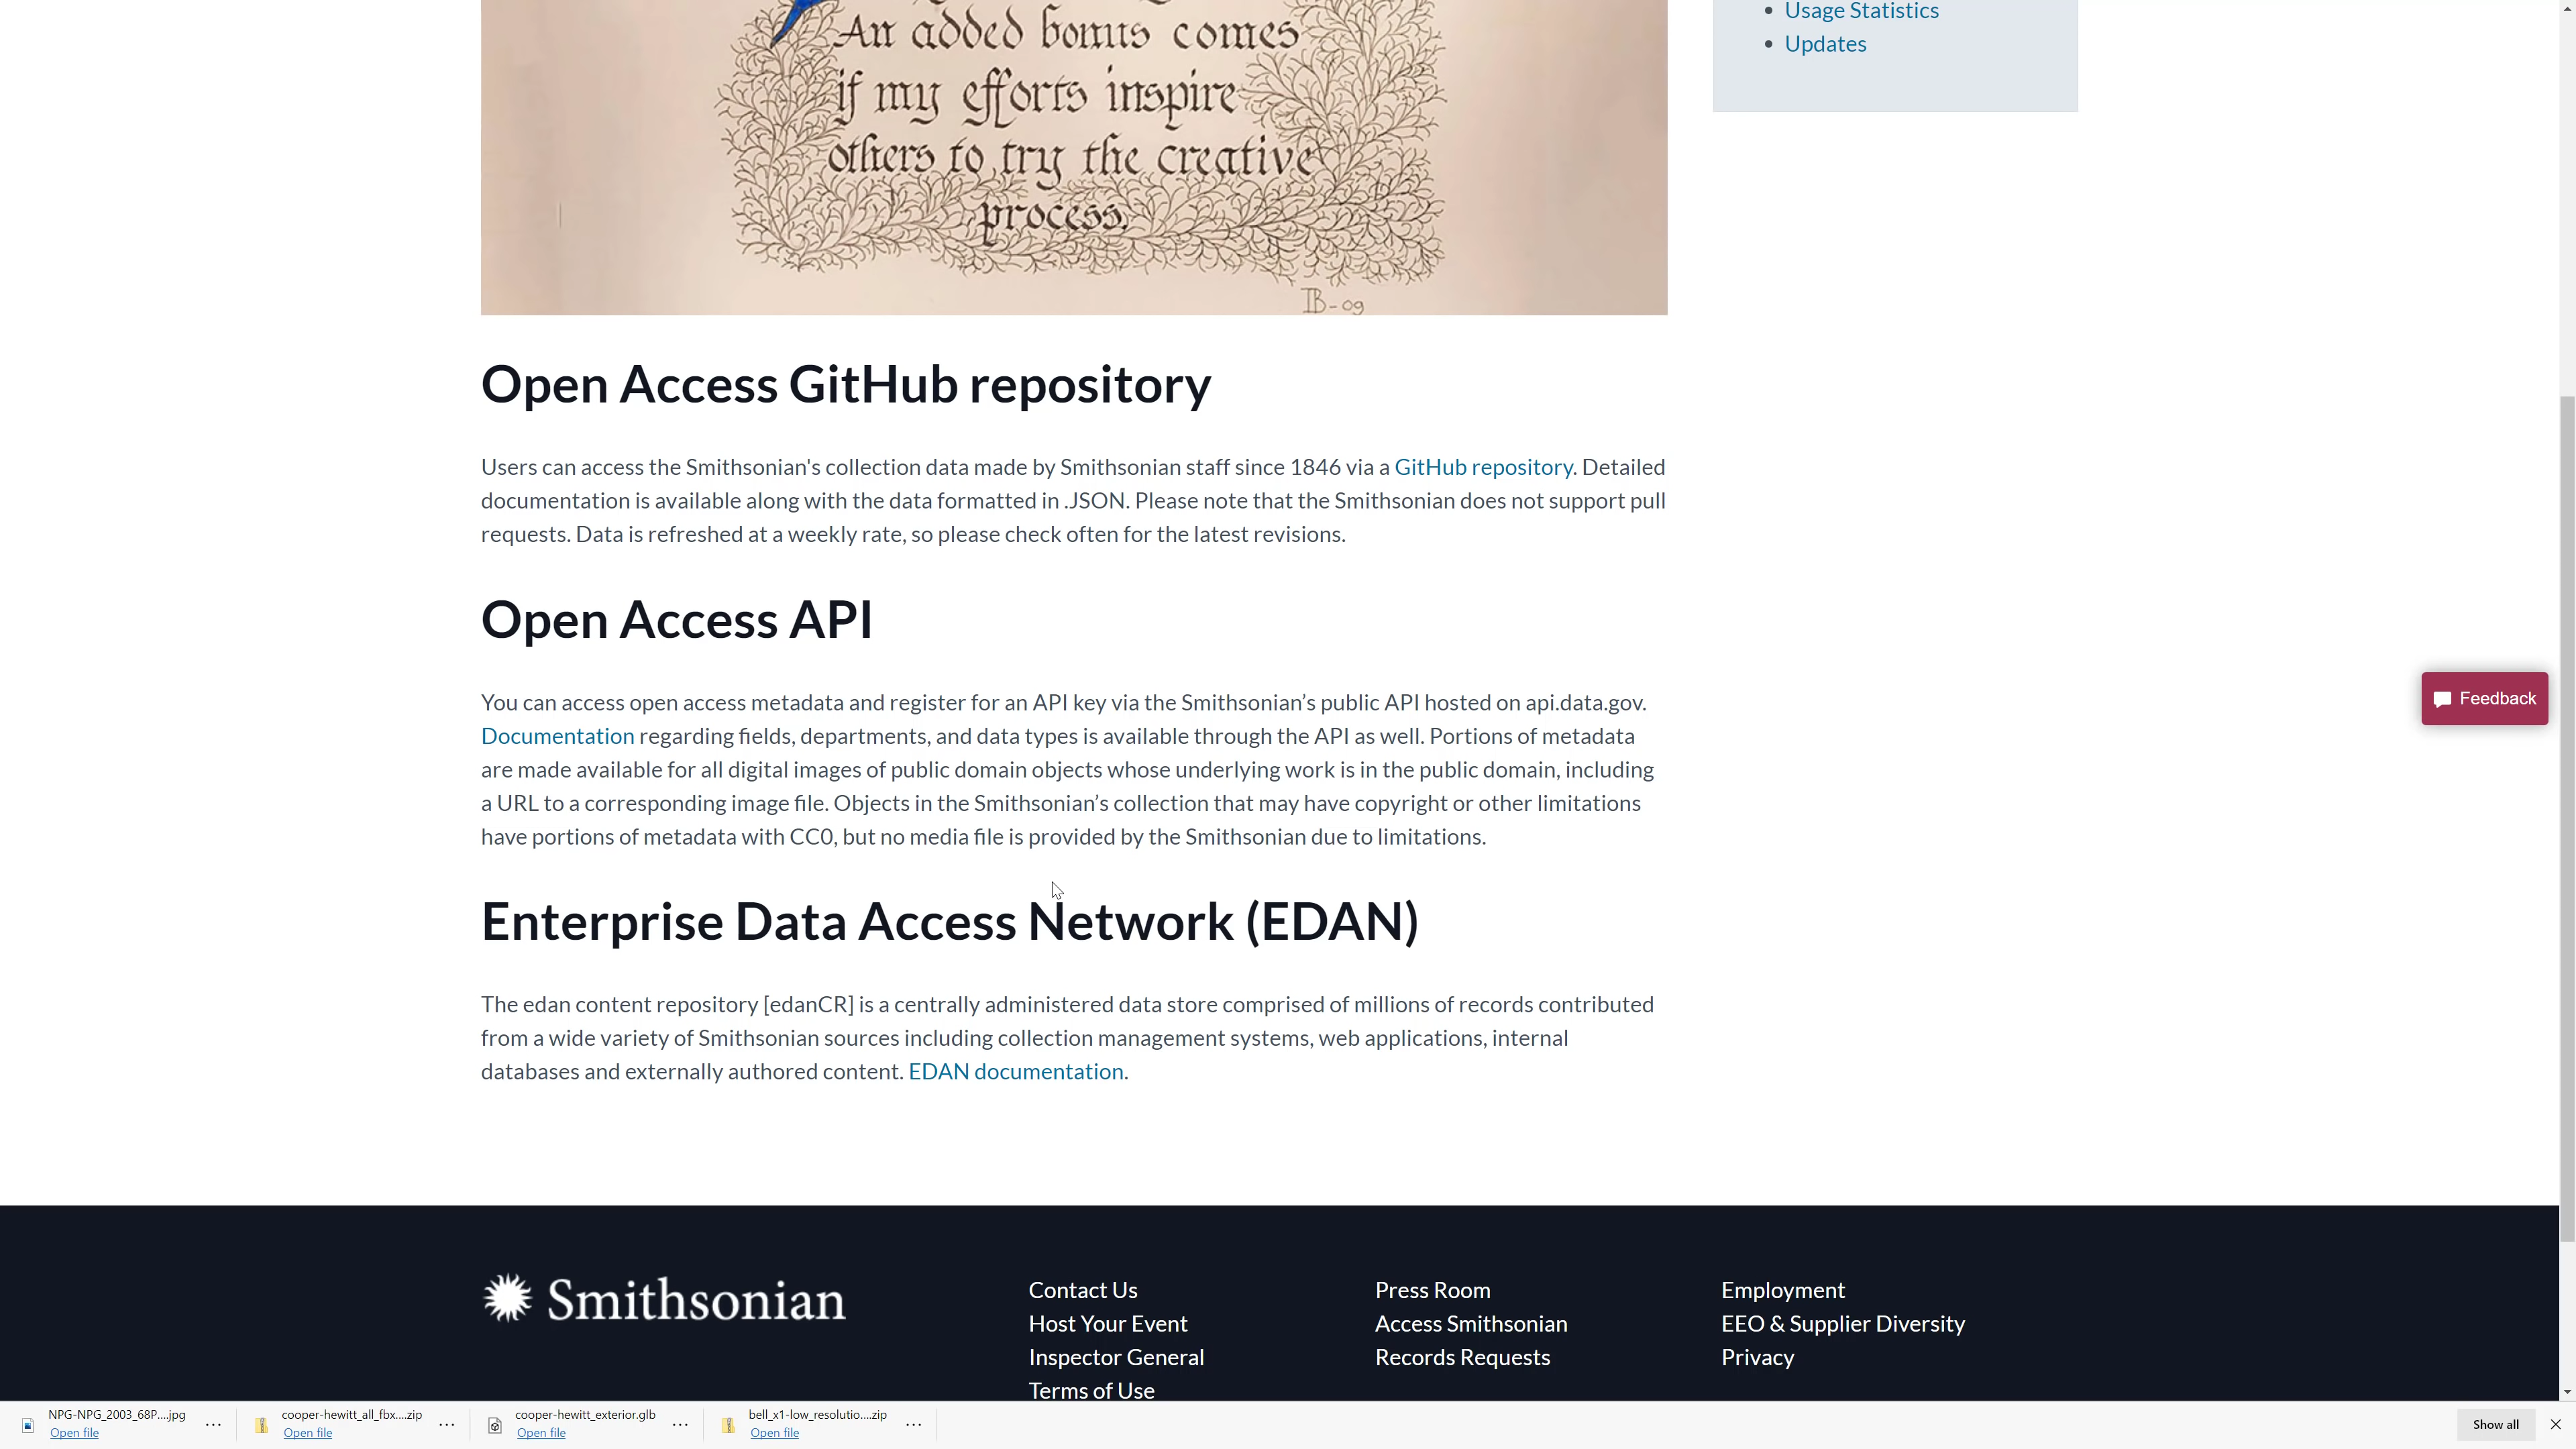 An added bonus comes
if my efforts inspire
others to try the creative
process.
B-09
Usage Statistics
Updates
Open Access GitHub repository
Users can access the Smithsonian's collection data made by Smithsonian staff since 1846 via a GitHub repository. Detailed
documentation is available along with the data formatted in .JSON. Please note that the Smithsonian does not support pull
requests. Data is refreshed at a weekly rate, so please check often for the latest revisions.
Open Access API
You can access open access metadata and register for an API key via the Smithsonian’s public API hosted on api.data.gov.
Documentation regarding fields, departments, and data types is available through the API as well. Portions of metadata
are made available for all digital images of public domain objects whose underlying work is in the public domain, including
a URL to a corresponding image file. Objects in the Smithsonian’s collection that may have copyright or other limitations
have portions of metadata with CC0, but no media file is provided by the Smithsonian due to limitations.
Feedback
Enterprise Data Access Network (EDAN)
The edan content repository [edanCR] is a centrally administered data store comprised of millions of records contributed
from a wide variety of Smithsonian sources including collection management systems, web applications, internal
databases and externally authored content. EDAN documentation.
Smithsonian
Contact Us
Host Your Event
Inspector General
Terms of Use
Press Room
Access Smithsonian
Records Requests
Employment
EEO & Supplier Diversity
Privacy
NPG-NPG_2003_68P....jpg
Open file
cooper-hewitt_all_fbx....zip
Open file
cooper-hewitt_exterior.glb
Open file
bell_x1-low_resolutio....zip
Open file
Show all